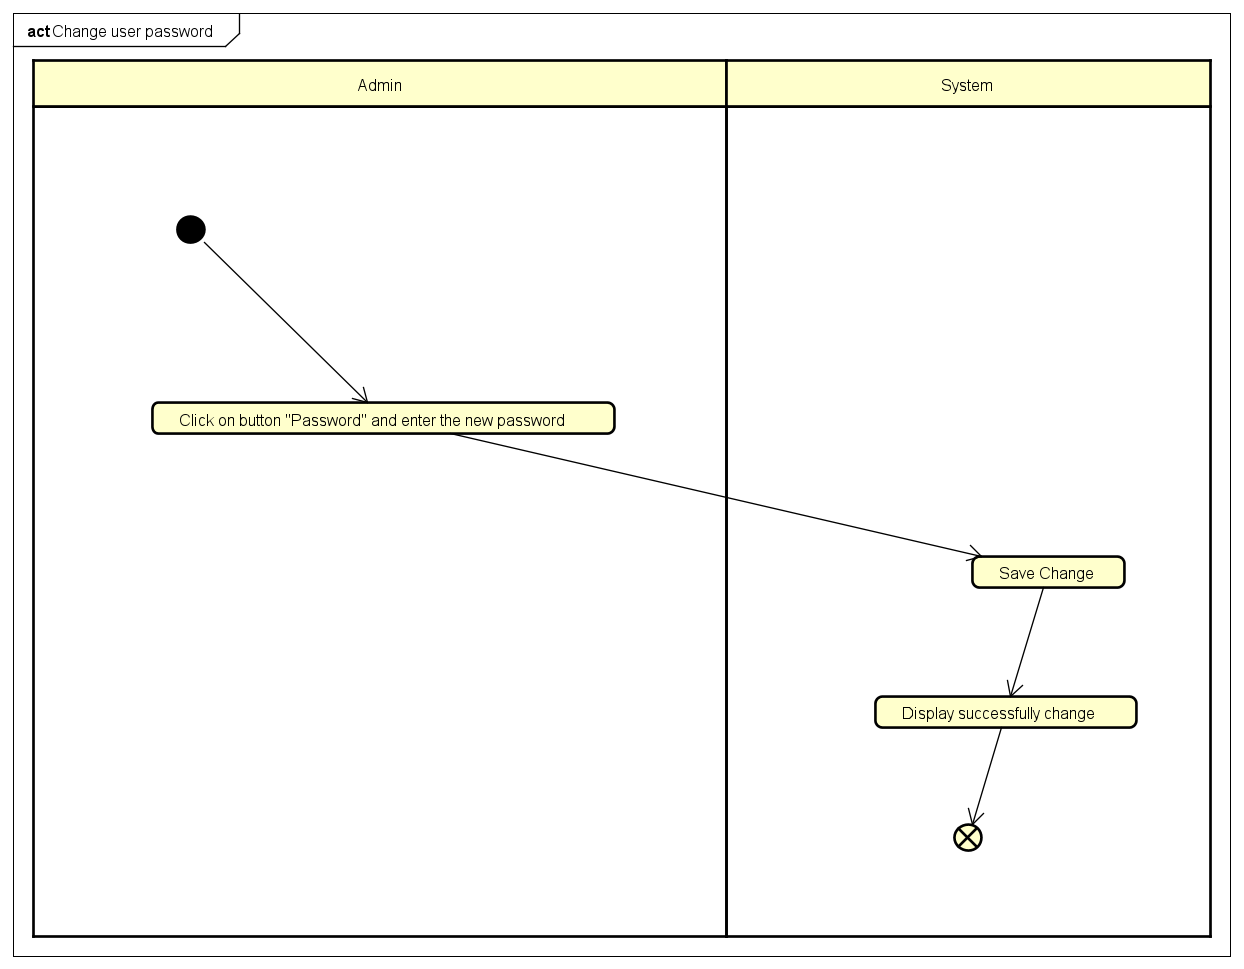 act Change user password
Admin
System
Click on button "Password" and enter the new password
Save Change
Display successfully change